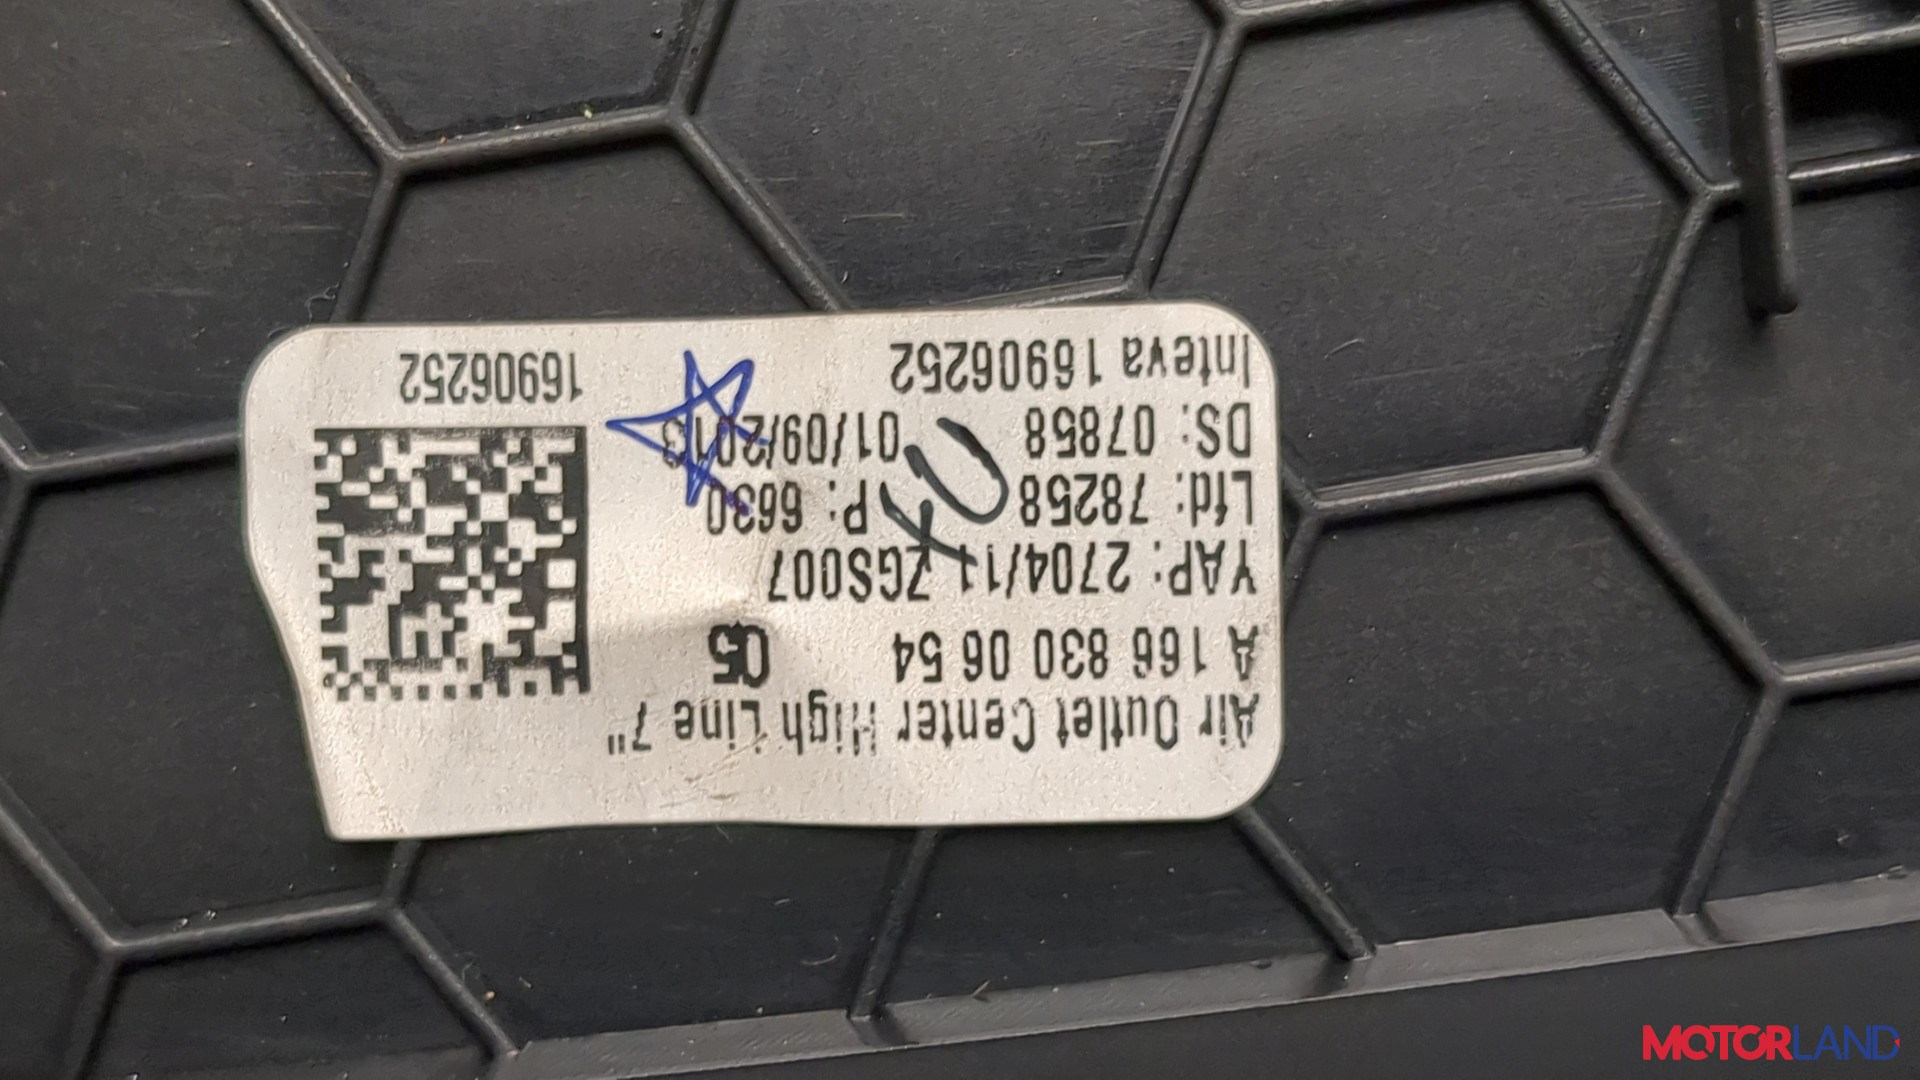 Air Outlet Center High Line 7"
A 166 830 06 54 05
YAP: 2704/11 ZGS007
Lfd: 78258 P: 6630
DS: 07858 01/09/2013
Inteva 16906252
16906252
MOTORLAND